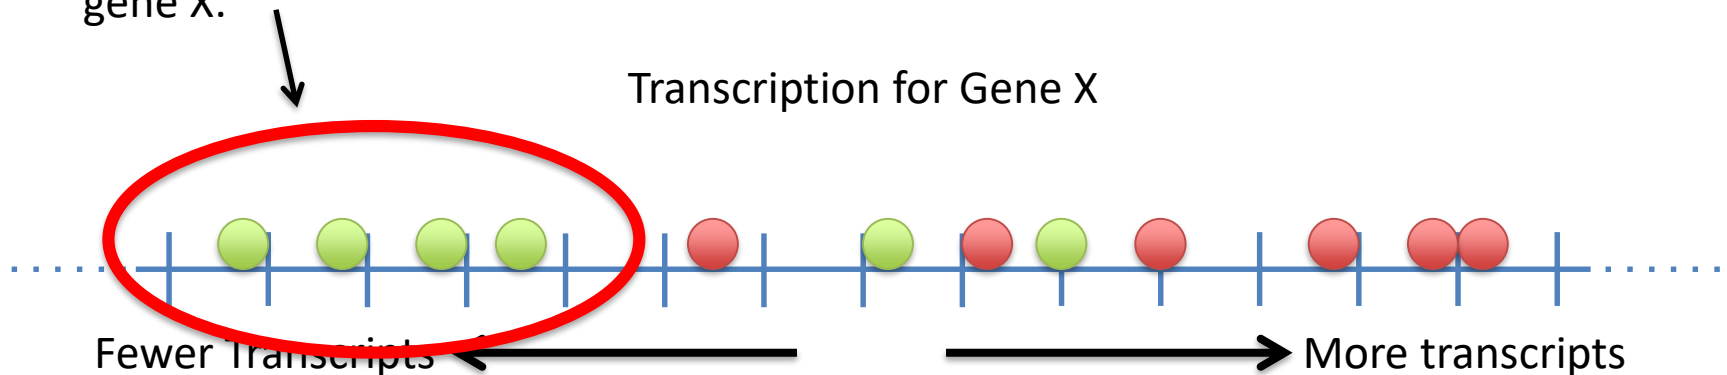 gene X.
Transcription for Gene X
Fewer Transcripts
More transcripts